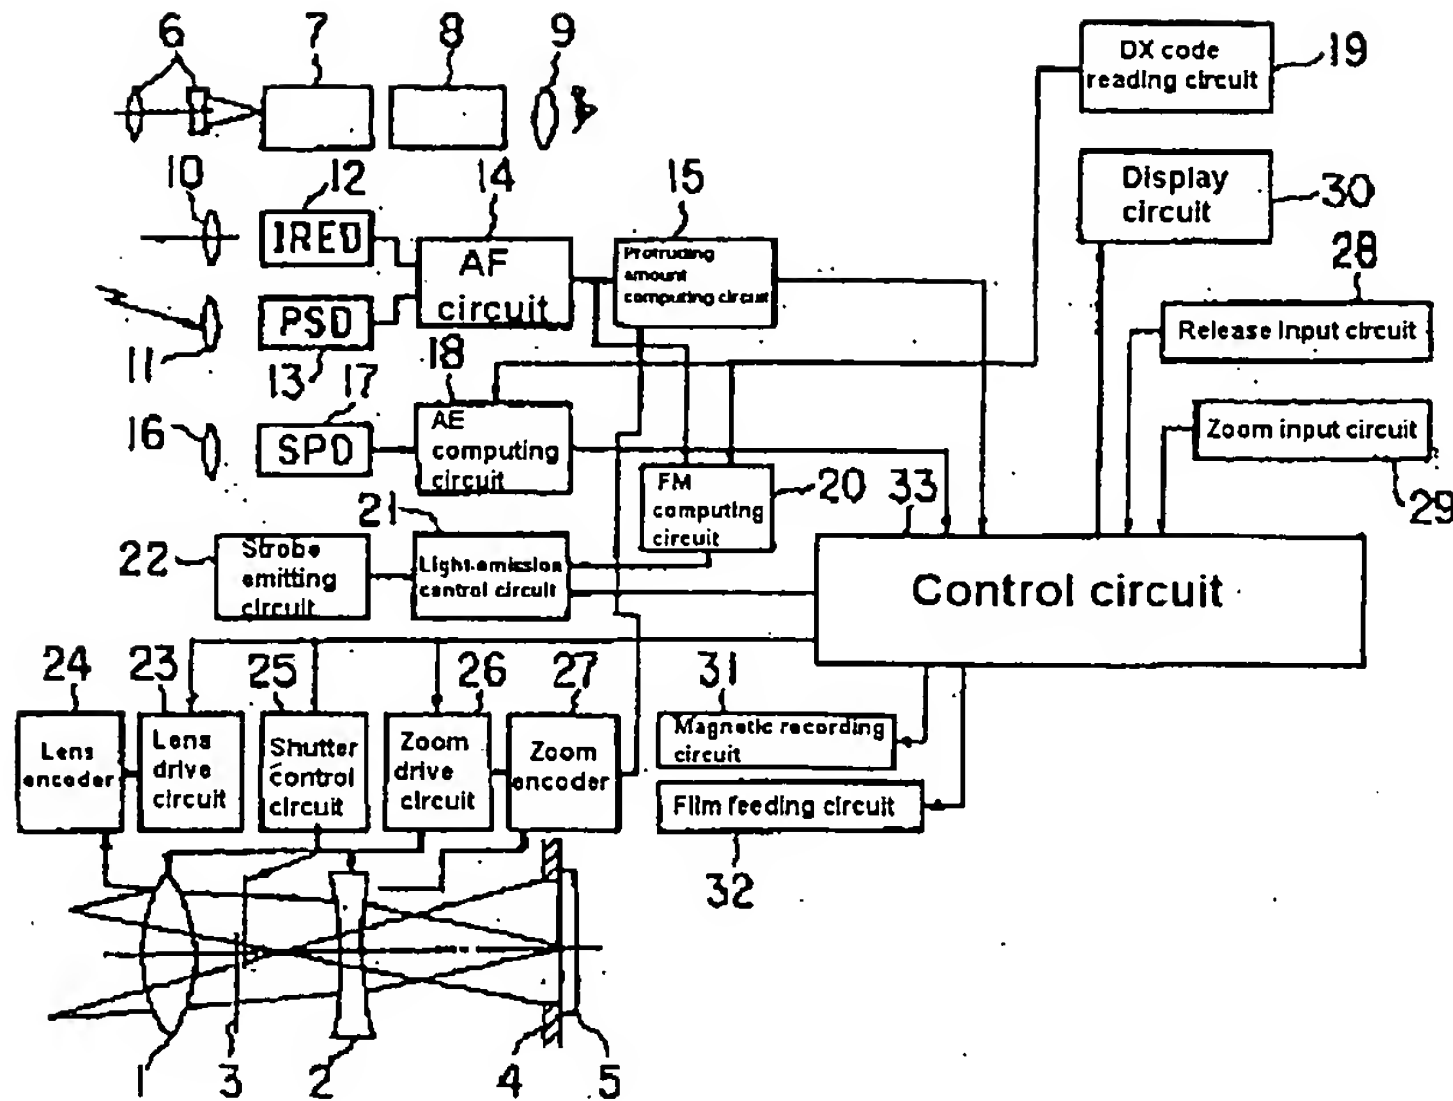 6
7
8
9
DX code
reading circuit
19
10
12
14
15
Display
circuit
30
IRED
AF
circuit
Protruding
amount
computing circuit
28
Release Input circuit
PSD
11
13
17
18
16
SPD
AE
computing
circuit
Zoom input circuit
29
FM
computing
circuit
20
33
21
22
Strobe
emitting
circuit
Light-emission
control circuit
Control circuit
24
23
25
26
27
31
Lens
encoder
Lens
drive
circuit
Shutter
control
circuit
Zoom
drive
circuit
Zoom
encoder
Magnetic recording
circuit
Film feeding circuit
32
1
3
2
4
5